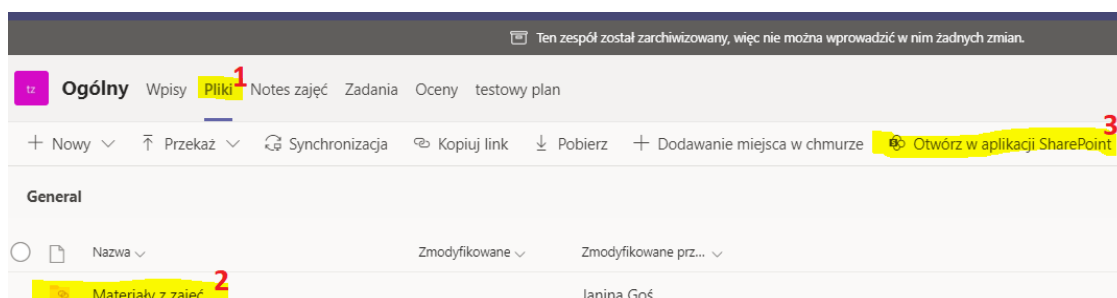 Ten zespół został zarchiwizowany, więc nie można wprowadzić w nim żadnych zmian.
tz Ogólny Wpisy Pliki 1 Notes zajęć Zadania Oceny testowy plan
3
+ Nowy Przekaż Synchronizacja Kopiuj link Pobierz + Dodawanie miejsca w chmurze Otwórz w aplikacji SharePoint
General
Nazwa Zmodyfikowane Zmodyfikowane prz...
Materiały z zajęć 2 Janina Goś